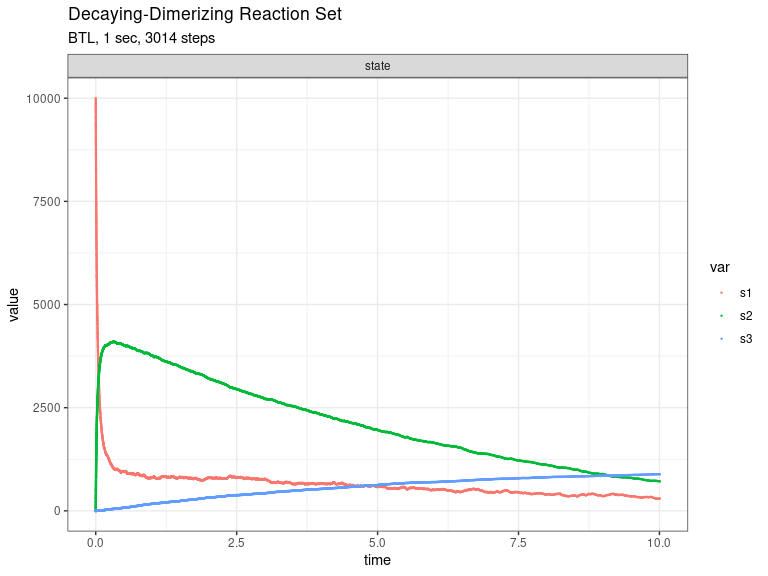 Decaying-Dimerizing Reaction Set
BTL, 1 sec, 3014 steps
state
10000
7500
5000
2500
0
value
0.0
2.5
5.0
7.5
10.0
time
var
s1
s2
s3